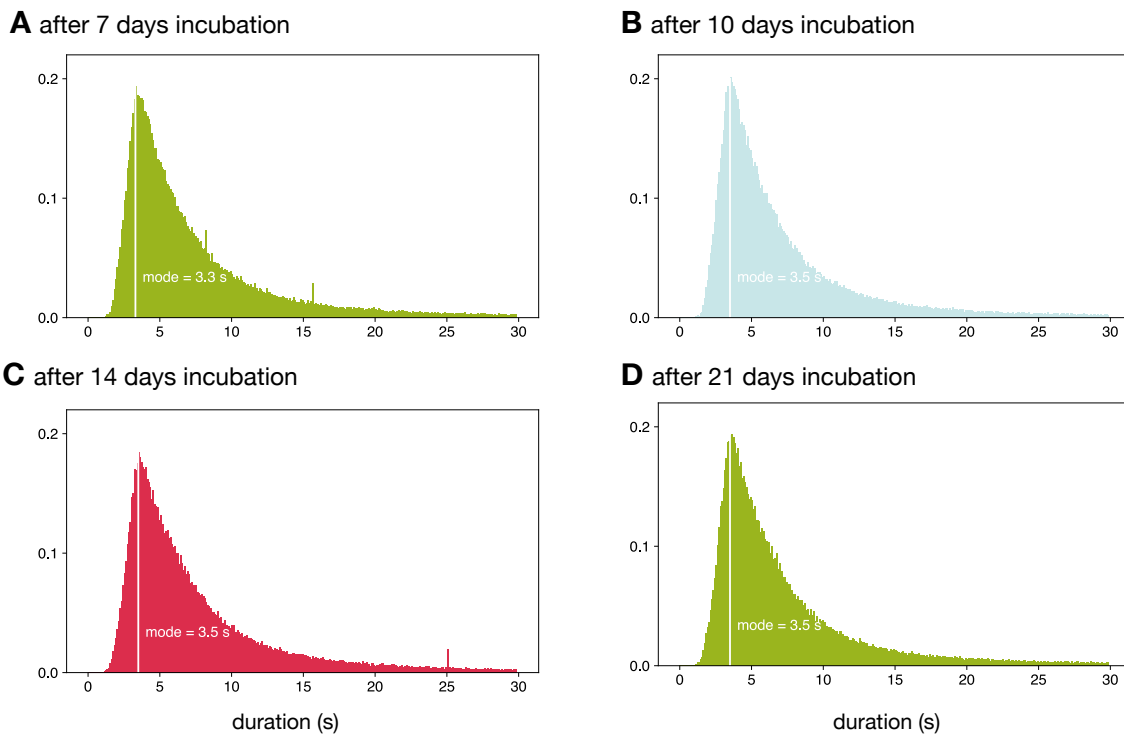 A after 7 days incubation
0.2
0.1
0.0
mode = 3.3 s
0 5 10 15 20 25 30
B after 10 days incubation
0.2
0.1
0.0
mode = 3.5 s
0 5 10 15 20 25 30
C after 14 days incubation
0.2
0.1
0.0
mode = 3.5 s
0 5 10 15 20 25 30
duration (s)
D after 21 days incubation
0.2
0.1
0.0
mode = 3.5 s
0 5 10 15 20 25 30
duration (s)